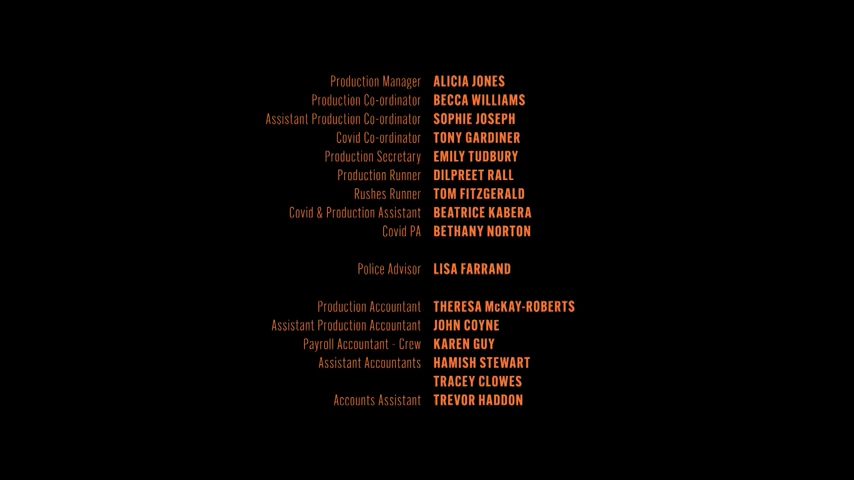 Production Manager ALICIA JONES
Production Co-ordinator BECCA WILLIAMS
Assistant Production Co-ordinator SOPHIE JOSEPH
Covid Co-ordinator TONY GARDINER
Production Secretary EMILY TUDBURY
Production Runner DILPREET RALL
Rushes Runner TOM FITZGERALD
Covid & Production Assistant BEATRICE KABERA
Covid PA BETHANY NORTON
Police Advisor LISA FARRAND
Production Accountant THERESA McKAY-ROBERTS
Assistant Production Accountant JOHN COYNE
Payroll Accountant - Crew KAREN GUY
Assistant Accountants HAMISH STEWART
TRACEY CLOWES
Accounts Assistant TREVOR HADDON